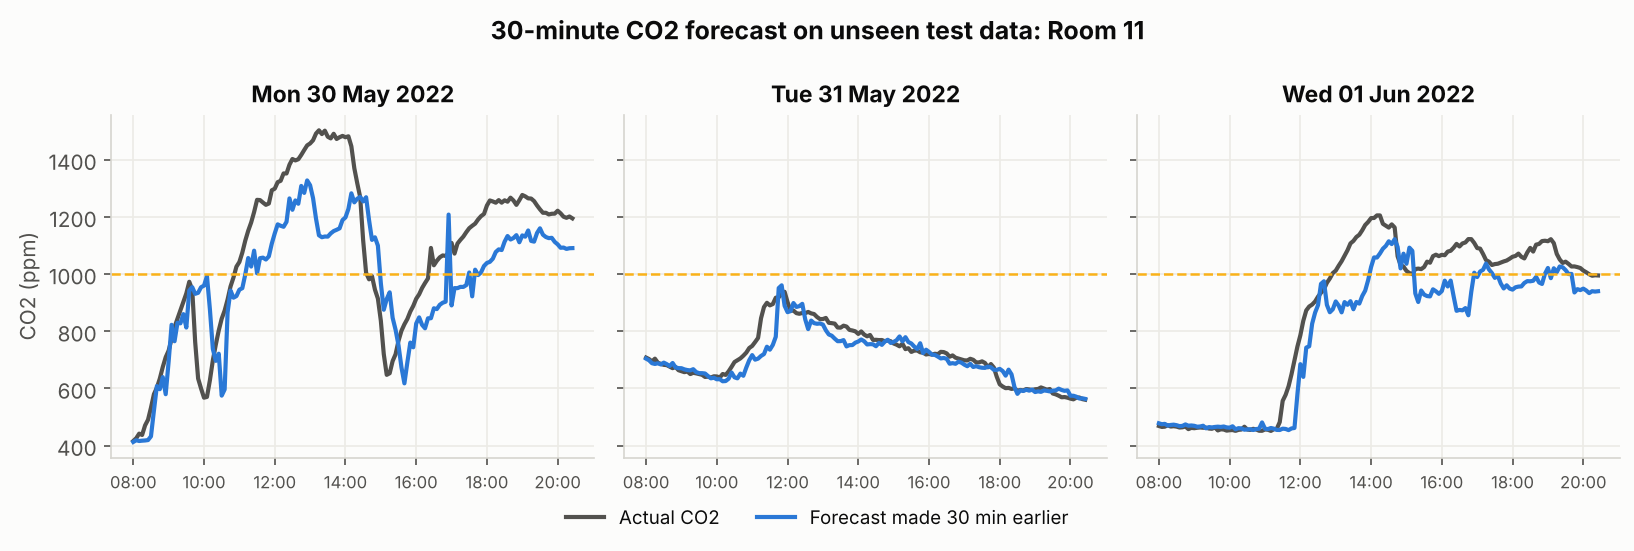 30-minute CO2 forecast on unseen test data: Room 11
Mon 30 May 2022
Tue 31 May 2022
Wed 01 Jun 2022
CO2 (ppm)
1400
1200
1000
800
600
400
08:00 10:00 12:00 14:00 16:00 18:00 20:00
08:00 10:00 12:00 14:00 16:00 18:00 20:00
08:00 10:00 12:00 14:00 16:00 18:00 20:00
Actual CO2
Forecast made 30 min earlier